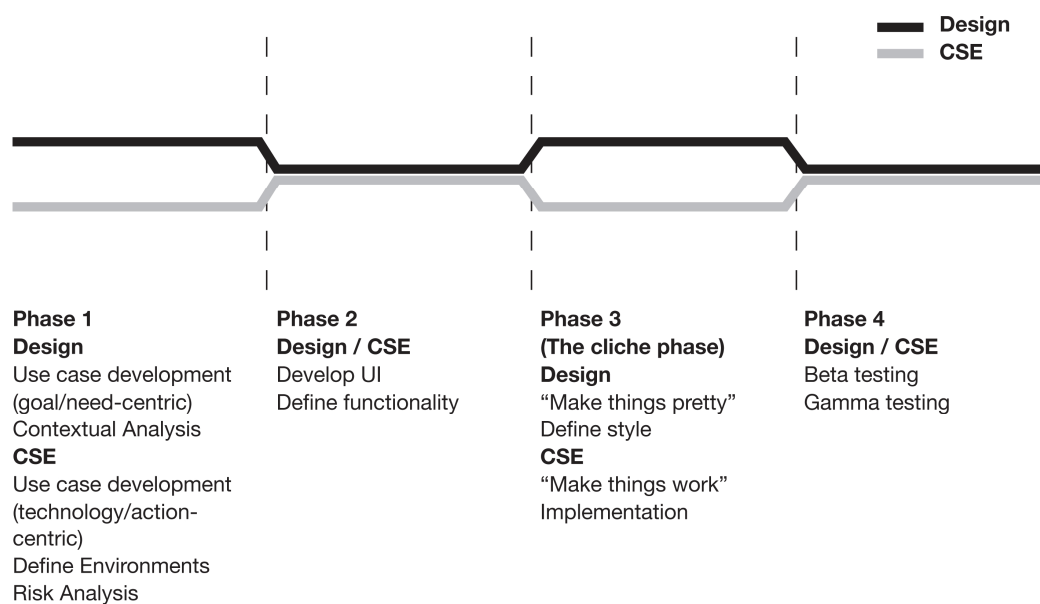 Design
CSE
Phase 1
Design
Use case development
(goal/need-centric)
Contextual Analysis
CSE
Use case development
(technology/action-
centric)
Define Environments
Risk Analysis
Phase 2
Design / CSE
Develop UI
Define functionality
Phase 3
(The cliche phase)
Design
“Make things pretty”
Define style
CSE
“Make things work”
Implementation
Phase 4
Design / CSE
Beta testing
Gamma testing